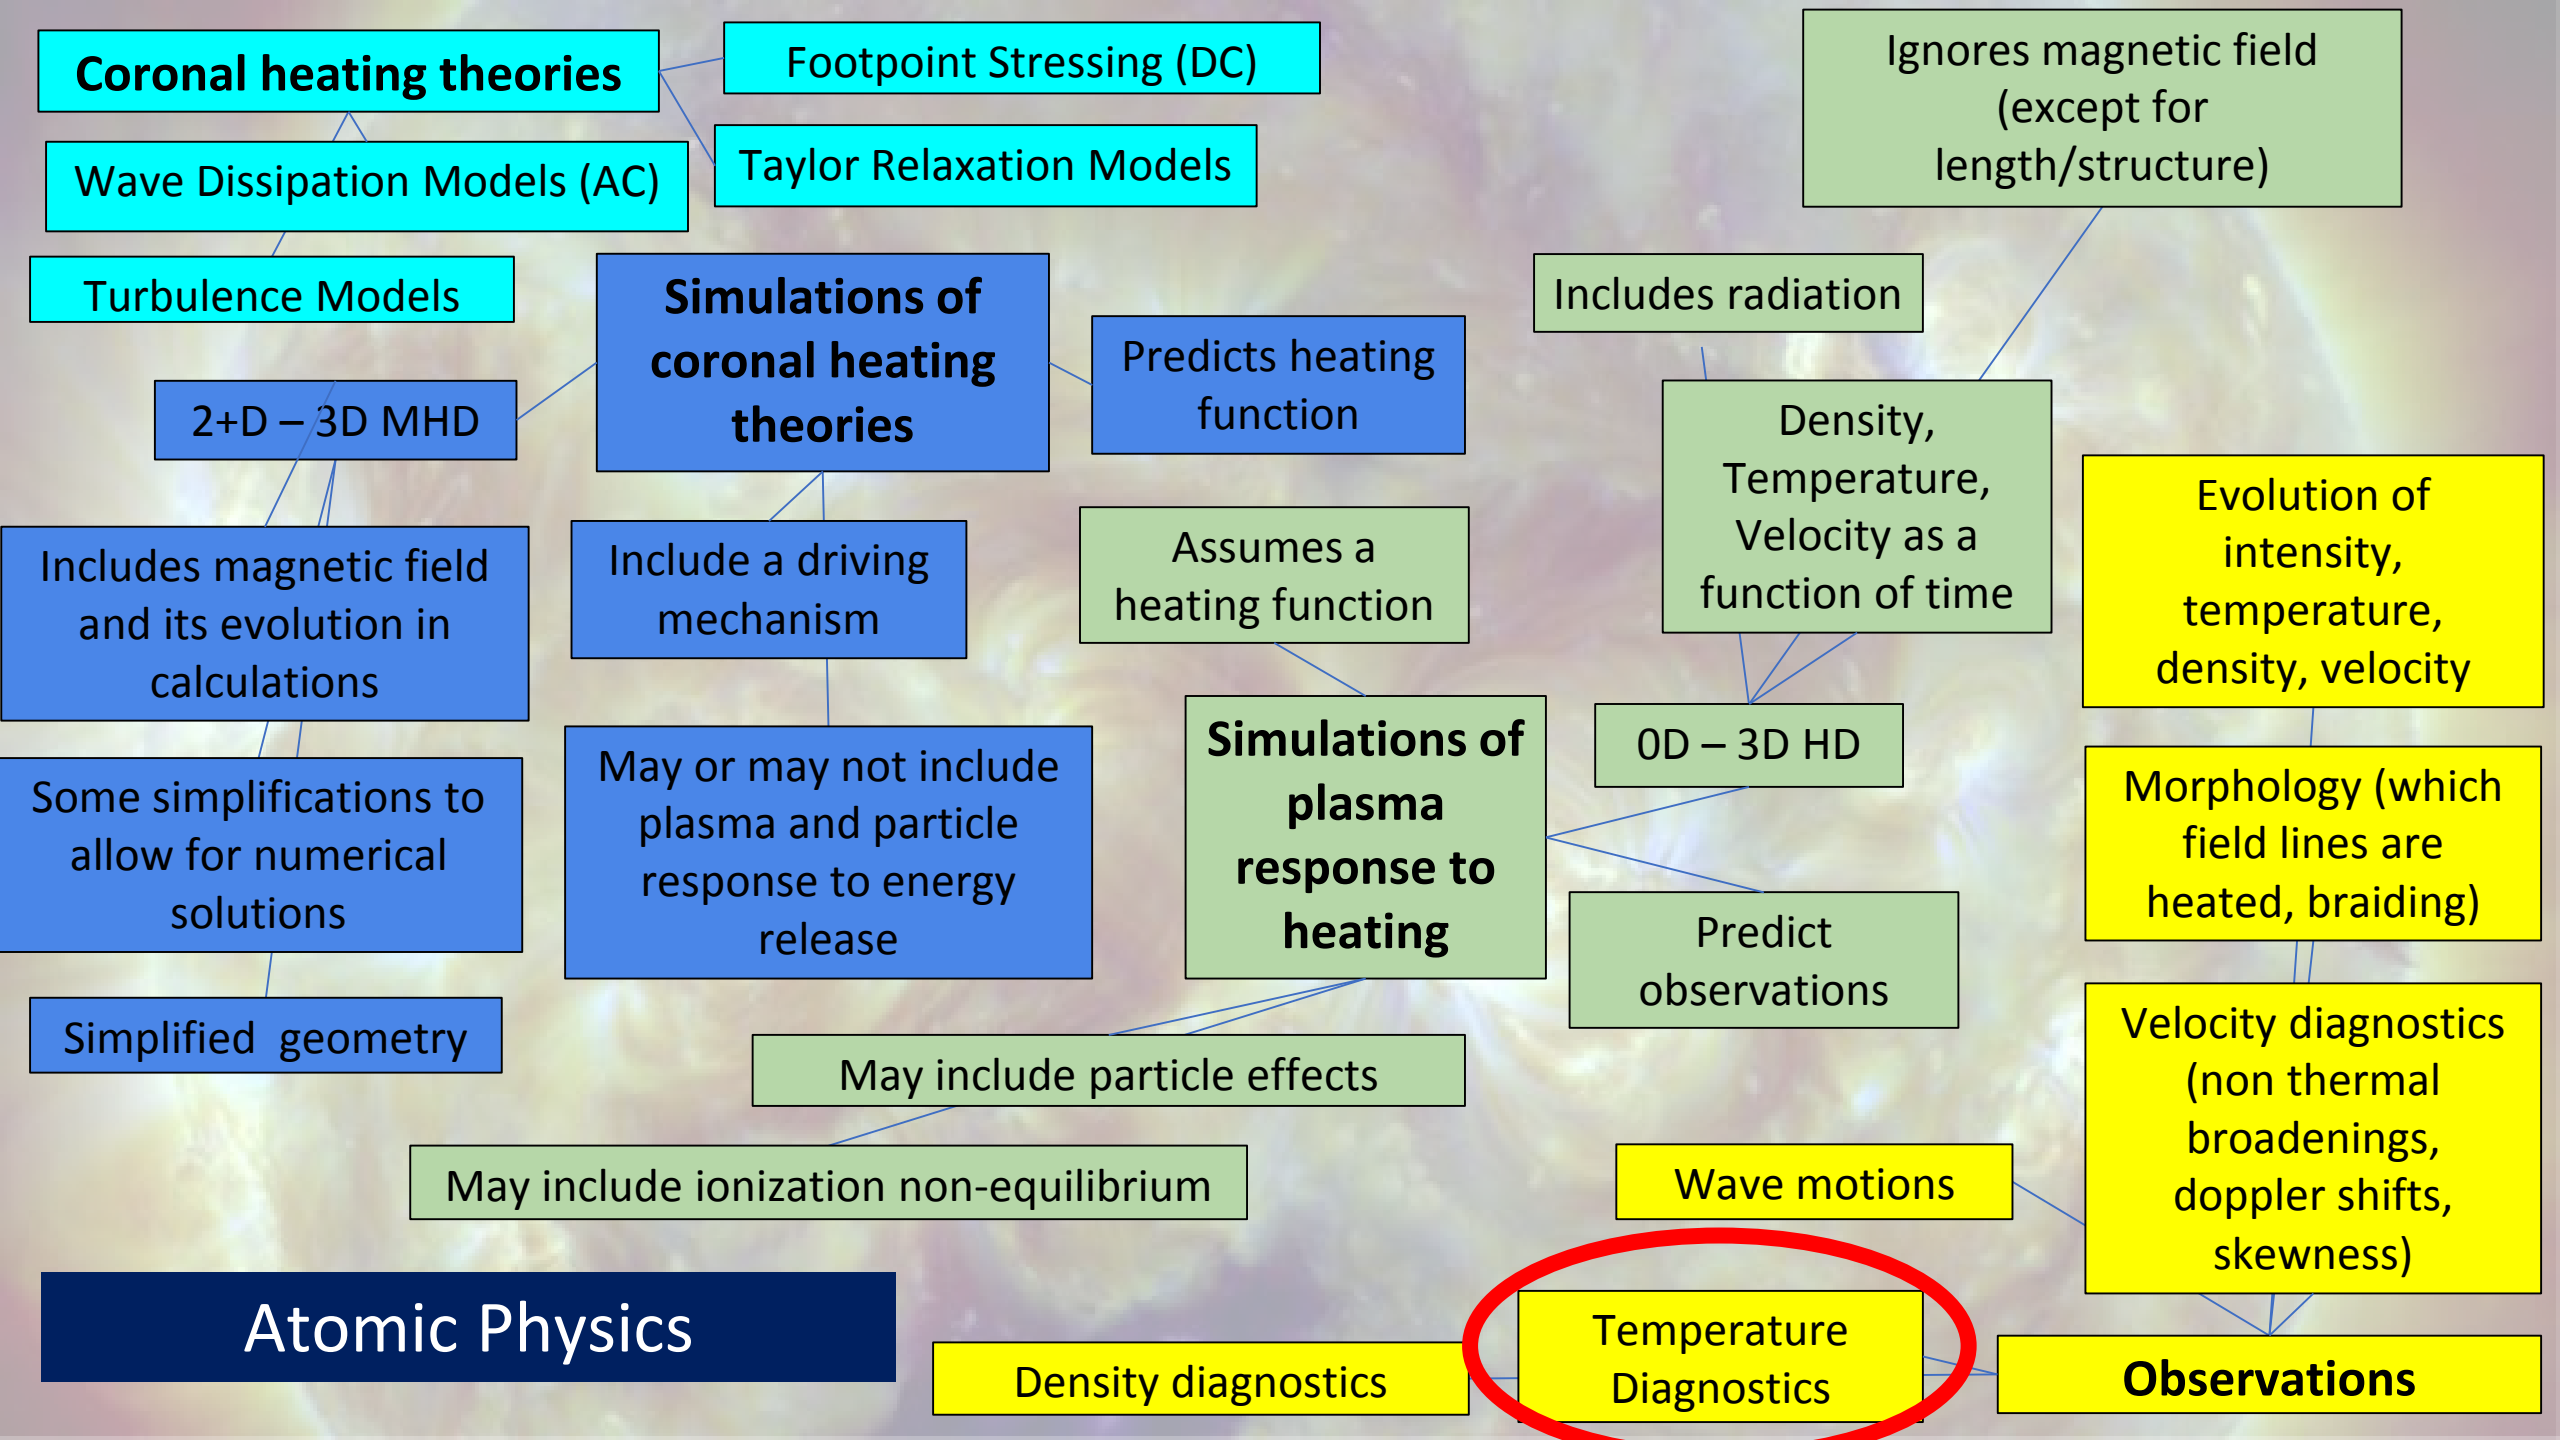 Coronal heating theories
Footpoint Stressing (DC)
Wave Dissipation Models (AC)
Taylor Relaxation Models
Turbulence Models
Simulations of
coronal heating
theories
2+D – 3D MHD
Predicts heating
function
Includes magnetic field
and its evolution in
calculations
Include a driving
mechanism
Some simplifications to
allow for numerical
solutions
May or may not include
plasma and particle
response to energy
release
Simplified  geometry
Ignores magnetic field
(except for
length/structure)
Includes radiation
Density,
Temperature,
Velocity as a
function of time
Assumes a
heating function
Simulations of
plasma
response to
heating
0D – 3D HD
Predict
observations
May include particle effects
May include ionization non-equilibrium
Evolution of
intensity,
temperature,
density, velocity
Morphology (which
field lines are
heated, braiding)
Velocity diagnostics
(non thermal
broadenings,
doppler shifts,
skewness)
Wave motions
Atomic Physics
Density diagnostics
Temperature
Diagnostics
Observations